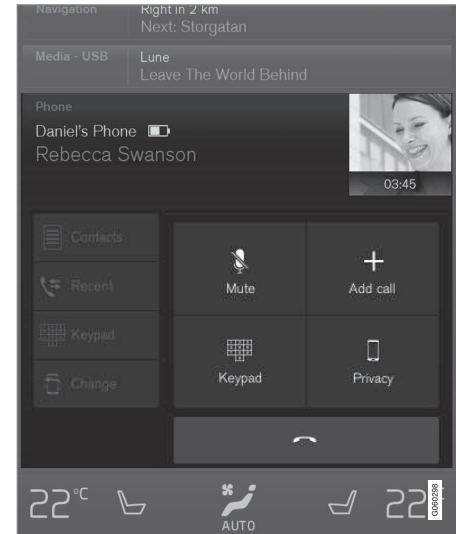 Navigation
Right in 2 km
Next: Storgatan
Media - USB
Lune
Leave The World Behind
Phone
Daniel's Phone
Rebecca Swanson
03:45
Contacts
Recent
Keypad
Change
Mute
Add call
Keypad
Privacy
22°C
AUTO
22
G060298